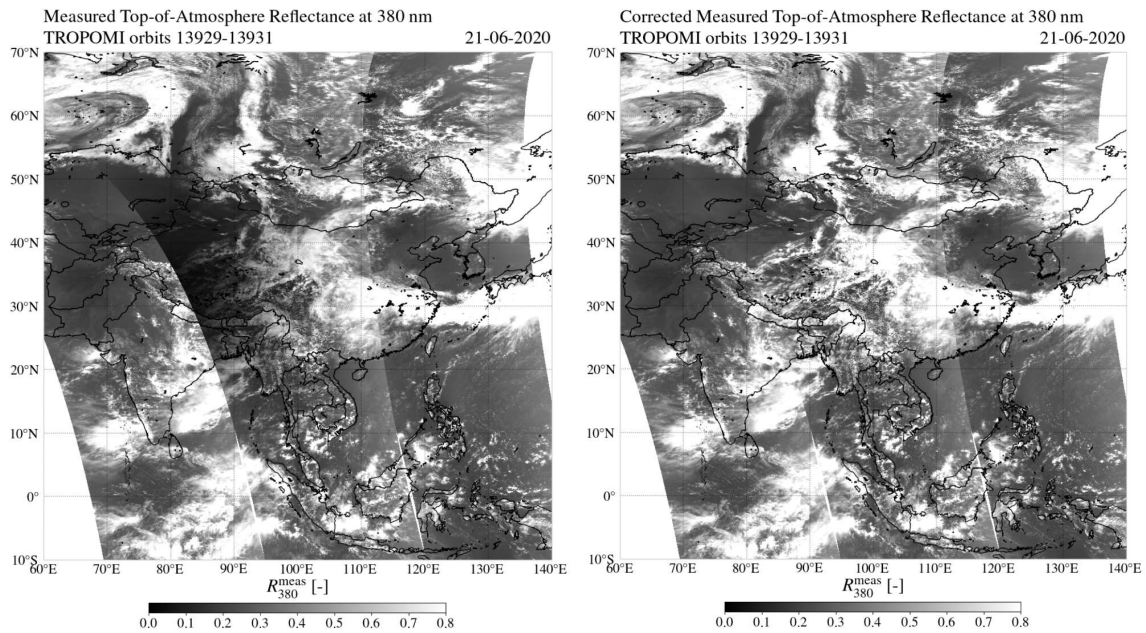 Measured Top-of-Atmosphere Reflectance at 380 nm
TROPOMI orbits 13929-13931 21-06-2020
70°N
60°N
50°N
40°N
30°N
20°N
10°N
0°
10°S
60°E 70°E 80°E 90°E 100°E 110°E 120°E 130°E 140°E
R_380^meas [-]
0.0 0.1 0.2 0.3 0.4 0.5 0.6 0.7 0.8
Corrected Measured Top-of-Atmosphere Reflectance at 380 nm
TROPOMI orbits 13929-13931 21-06-2020
70°N
60°N
50°N
40°N
30°N
20°N
10°N
0°
10°S
60°E 70°E 80°E 90°E 100°E 110°E 120°E 130°E 140°E
R_380^meas [-]
0.0 0.1 0.2 0.3 0.4 0.5 0.6 0.7 0.8